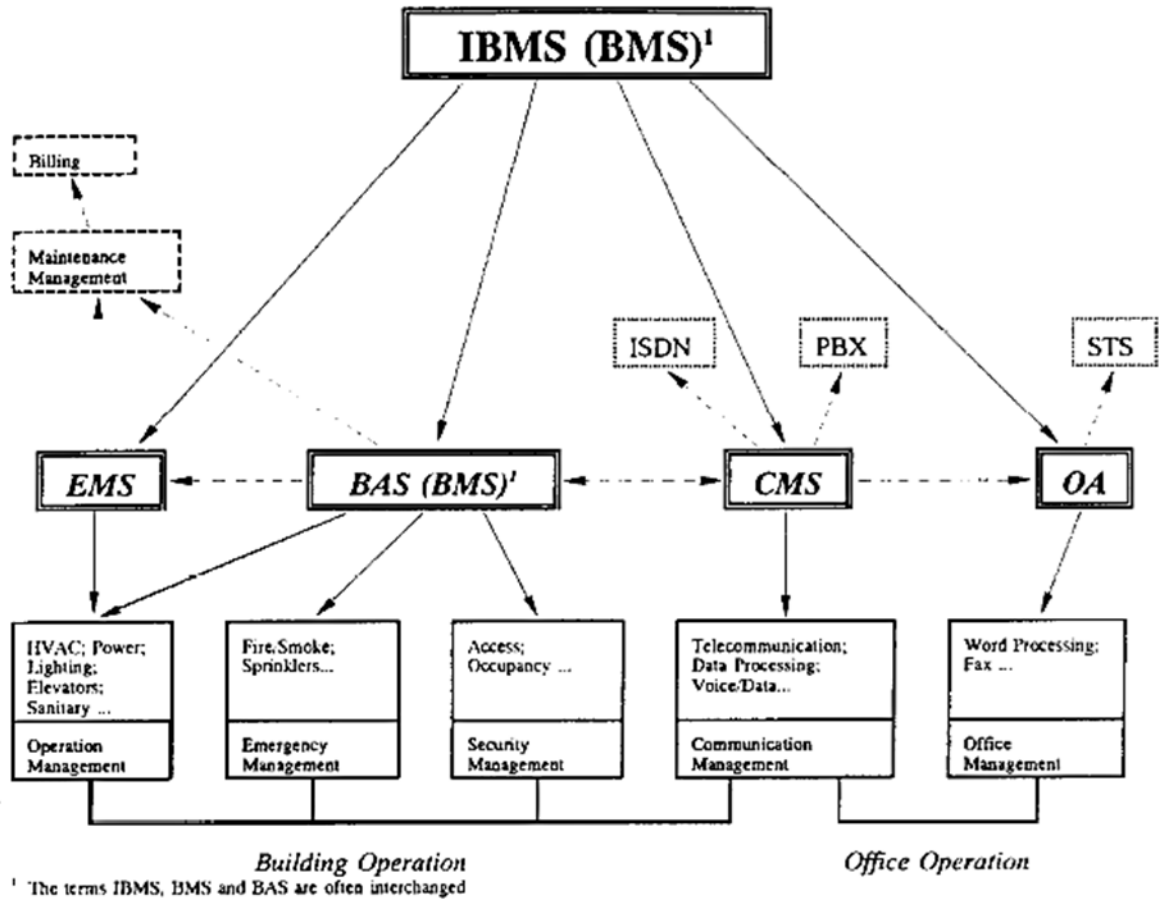 IBMS (BMS)¹
Billing
Maintenance
Management
ISDN
PBX
STS
EMS
BAS (BMS)¹
CMS
OA
HVAC; Power;
Lighting;
Elevators;
Sanitary ...
Fire/Smoke;
Sprinklers...
Access;
Occupancy ...
Telecommunication;
Data Processing;
Voice/Data...
Word Processing;
Fax ...
Operation
Management
Emergency
Management
Security
Management
Communication
Management
Office
Management
Building Operation
Office Operation
¹ The terms IBMS, BMS and BAS are often interchanged